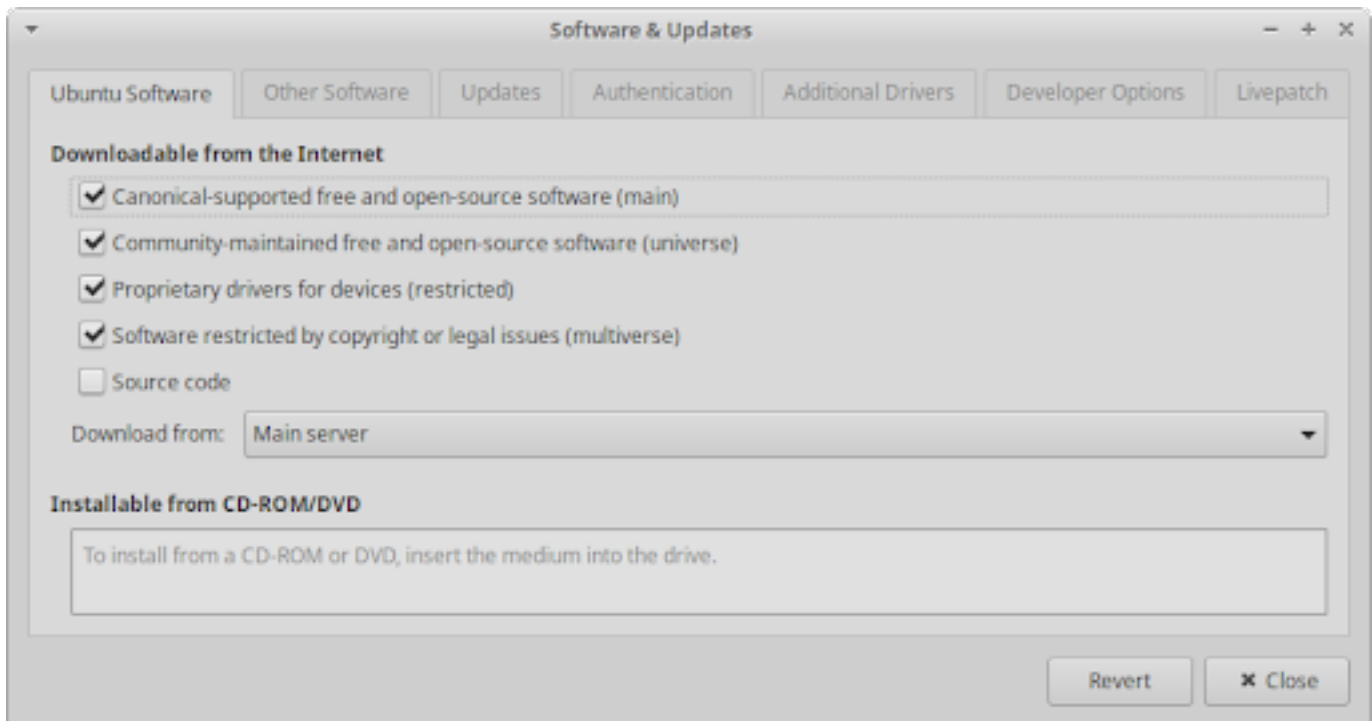 Software & Updates
Ubuntu Software Other Software Updates Authentication Additional Drivers Developer Options Livepatch
Downloadable from the Internet
Canonical-supported free and open-source software (main)
Community-maintained free and open-source software (universe)
Proprietary drivers for devices (restricted)
Software restricted by copyright or legal issues (multiverse)
Source code
Download from: Main server
Installable from CD-ROM/DVD
To install from a CD-ROM or DVD, insert the medium into the drive.
Revert Close